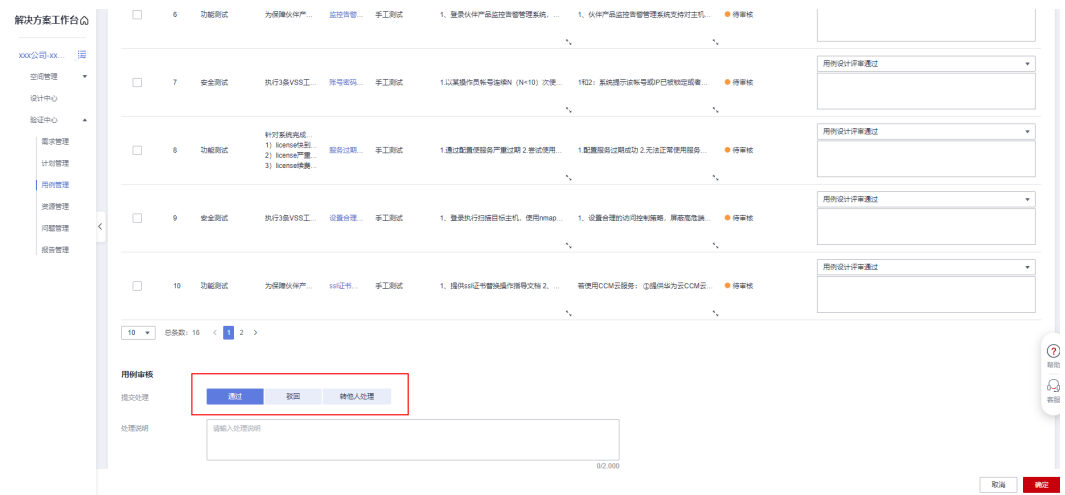 解决方案工作台
xxx公司-xx...
空间管理
设计中心
验证中心
需求管理
计划管理
用例管理
资源管理
问题管理
报告管理
6 功能测试 为保障伙伴产... 监控告警... 手工测试 1、登录伙伴产品监控告警管理系统，... 1、伙伴产品监控告警管理系统支持对主机... 待审核
用例设计评审通过
7 安全测试 执行3条VSS工... 账号密码... 手工测试 1.以某操作员帐号连续N（N<10）次使... 1和2：系统提示该帐号或IP已被锁定或者... 待审核
用例设计评审通过
针对系统完成...
1）license快到...
2）license严重...
3）license续费...
8 功能测试 服务过期... 手工测试 1.通过配置使服务严重过期 2.尝试使用... 1.配置服务过期成功 2.无法正常使用服务... 待审核
用例设计评审通过
9 安全测试 执行3条VSS工... 设置合理... 手工测试 1、登录执行扫描目标主机，使用nmap... 1、设置合理的访问控制策略，屏蔽高危端... 待审核
用例设计评审通过
10 功能测试 为保障伙伴产... ssl证书... 手工测试 1、提供ssl证书替换操作指导文档 2、... 若使用CCM云服务： ①提供华为云CCM云... 待审核
10 总条数：16 < 1 2 >
用例审核
提交处理 通过 驳回 转他人处理
处理说明 请输入处理说明
0/2,000
帮助
客服
取消 确定